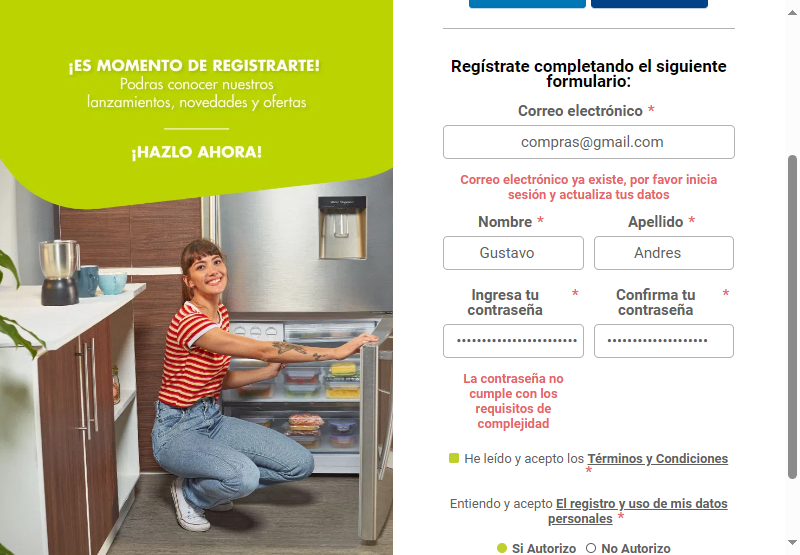 ¡ES MOMENTO DE REGISTRARTE!
Podras conocer nuestros
lanzamientos, novedades y ofertas
¡HAZLO AHORA!
Regístrate completando el siguiente
formulario:
Correo electrónico *
compras@gmail.com
Correo electrónico ya existe, por favor inicia
sesión y actualiza tus datos
Nombre *
Apellido *
Gustavo
Andres
Ingresa tu
contraseña
*
Confirma tu
contraseña
*
La contraseña no
cumple con los
requisitos de
complejidad
He leído y acepto los Términos y Condiciones
*
Entiendo y acepto El registro y uso de mis datos
personales *
Si Autorizo
No Autorizo